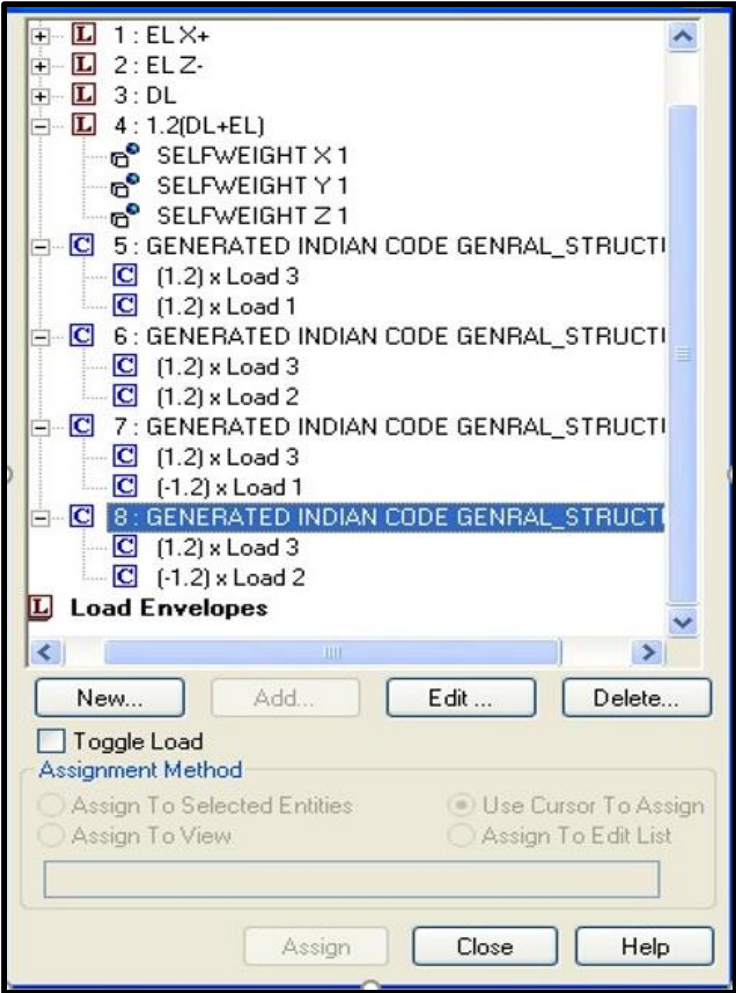 L 1 : EL X+
L 2 : EL Z-
L 3 : DL
L 4 : 1.2(DL+EL)
SELFWEIGHT X 1
SELFWEIGHT Y 1
SELFWEIGHT Z 1
C 5 : GENERATED INDIAN CODE GENRAL_STRUCTU
C (1.2) x Load 3
C (1.2) x Load 1
C 6 : GENERATED INDIAN CODE GENRAL_STRUCTU
C (1.2) x Load 3
C (1.2) x Load 2
C 7 : GENERATED INDIAN CODE GENRAL_STRUCTU
C (1.2) x Load 3
C (-1.2) x Load 1
C 8 : GENERATED INDIAN CODE GENRAL_STRUCTU
C (1.2) x Load 3
C (-1.2) x Load 2
L Load Envelopes
New... Add... Edit ... Delete...
Toggle Load
Assignment Method
Assign To Selected Entities Use Cursor To Assign
Assign To View Assign To Edit List
Assign Close Help